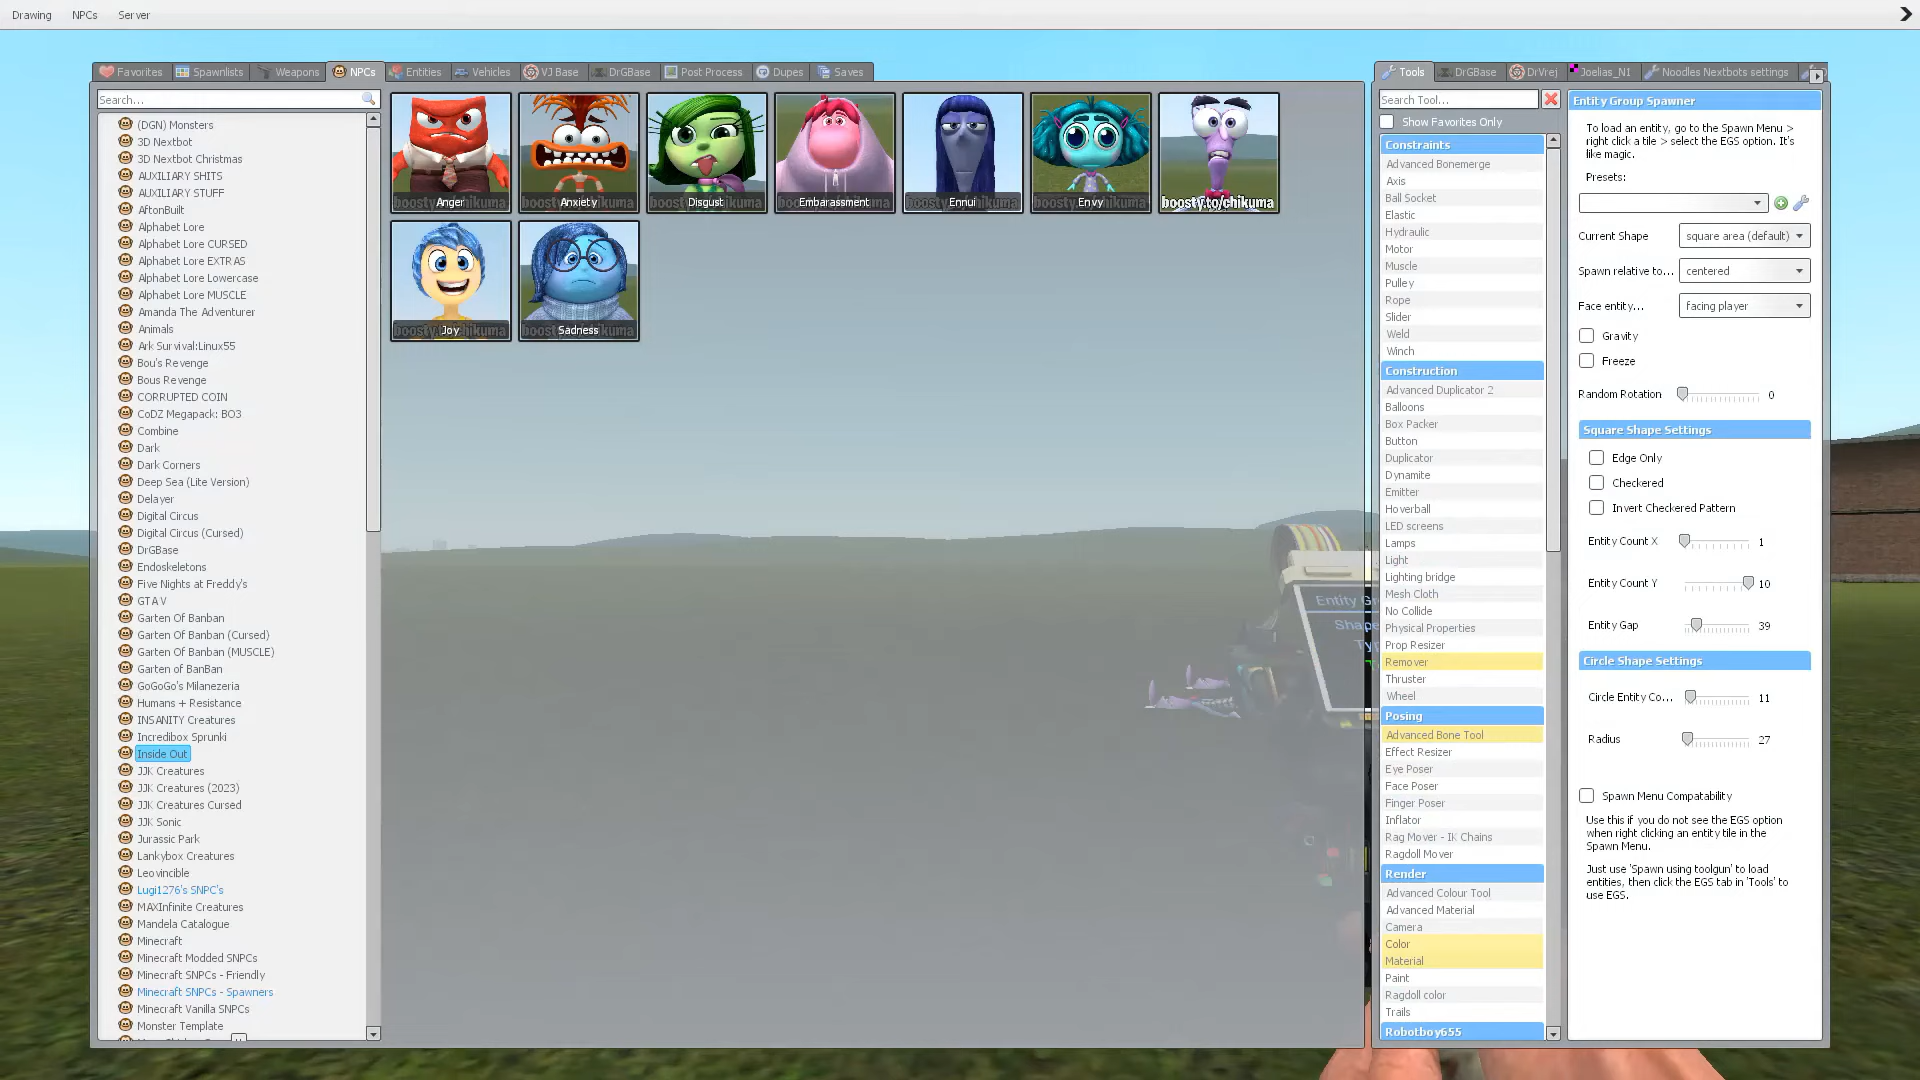 Drawing NPCs Server
Favorites Spawnlists Weapons NPCs Entities Vehicles VJ Base DrGBase Post Process Dupes Saves
Search...
(DGN) Monsters
3D Nextbot
3D Nextbot Christmas
AUXILIARY SHITS
AUXILIARY STUFF
AftonBuilt
Alphabet Lore
Alphabet Lore CURSED
Alphabet Lore EXTRAS
Alphabet Lore Lowercase
Alphabet Lore MUSCLE
Amanda The Adventurer
Animals
Ark Survival:Linux55
Bou's Revenge
Bous Revenge
CORRUPTED COIN
CoDZ Megapack: BO3
Combine
Dark
Dark Corners
Deep Sea (Lite Version)
Delayer
Digital Circus
Digital Circus (Cursed)
DrGBase
Endoskeletons
Five Nights at Freddy's
GTA V
Garten Of Banban
Garten Of Banban (Cursed)
Garten Of Banban (MUSCLE)
Garten of BanBan
GoGoGo's Milanezeria
Humans + Resistance
INSANITY Creatures
Incredibox Sprunki
Inside Out
JJK Creatures
JJK Creatures (2023)
JJK Creatures Cursed
JJK Sonic
Jurassic Park
Lankybox Creatures
Leovincible
Lugi1276's SNPC's
MAXInfinite Creatures
Mandela Catalogue
Minecraft
Minecraft Modded SNPCs
Minecraft SNPCs - Friendly
Minecraft SNPCs - Spawners
Minecraft Vanilla SNPCs
Monster Template
Anger
Anxiety
Disgust
Embarassment
Ennui
Envy
boosty.to/chikuma
Joy
Sadness
Entity Gr
Shape
Typ
Tools DrGBase DrVrej Joelias_NI Noodles Nextbots settings
Search Tool...
Show Favorites Only
Constraints
Advanced Bonemerge
Axis
Ball Socket
Elastic
Hydraulic
Motor
Muscle
Pulley
Rope
Slider
Weld
Winch
Construction
Advanced Duplicator 2
Balloons
Box Packer
Button
Duplicator
Dynamite
Emitter
Hoverball
LED screens
Lamps
Light
Lighting bridge
Mesh Cloth
No Collide
Physical Properties
Prop Resizer
Remover
Thruster
Wheel
Posing
Advanced Bone Tool
Effect Resizer
Eye Poser
Face Poser
Finger Poser
Inflator
Rag Mover - IK Chains
Ragdoll Mover
Render
Advanced Colour Tool
Advanced Material
Camera
Color
Material
Paint
Ragdoll color
Trails
Robotboy655
Entity Group Spawner
To load an entity, go to the Spawn Menu >
right click a tile > select the EGS option. It's
like magic.
Presets:
Current Shape square area (default)
Spawn relative to... centered
Face entity... facing player
Gravity
Freeze
Random Rotation 0
Square Shape Settings
Edge Only
Checkered
Invert Checkered Pattern
Entity Count X 1
Entity Count Y 10
Entity Gap 39
Circle Shape Settings
Circle Entity Co... 11
Radius 27
Spawn Menu Compatability
Use this if you do not see the EGS option
when right clicking an entity tile in the
Spawn Menu.
Just use 'Spawn using toolgun' to load
entities, then click the EGS tab in 'Tools' to
use EGS.